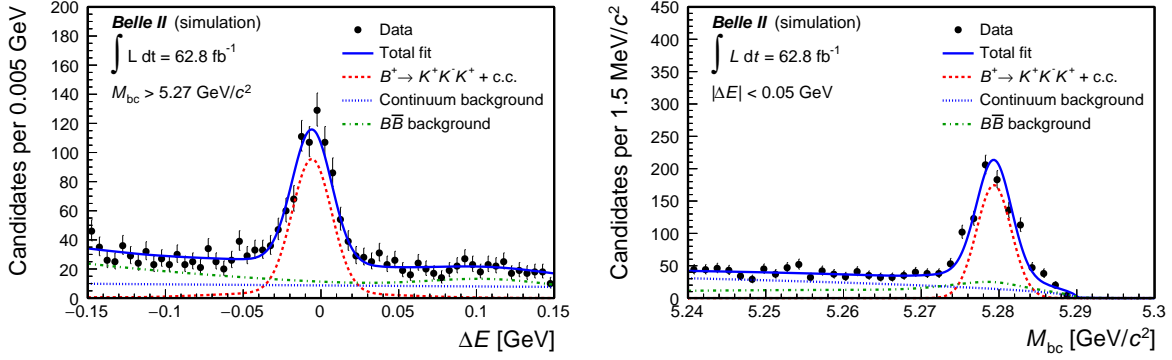 Belle II (simulation)
∫ L dt = 62.8 fb⁻¹
M_bc > 5.27 GeV/c²
Data
Total fit
B⁺→ K⁺K⁻K⁺ + c.c.
Continuum background
BB̅ background
Candidates per 0.005 GeV
200
180
160
140
120
100
80
60
40
20
0
−0.15 −0.1 −0.05 0 0.05 0.1 0.15
ΔE [GeV]
Belle II (simulation)
∫ L dt = 62.8 fb⁻¹
|ΔE| < 0.05 GeV
Data
Total fit
B⁺→ K⁺K⁻K⁺ + c.c.
Continuum background
BB̅ background
Candidates per 1.5 MeV/c²
450
400
350
300
250
200
150
100
50
0
5.24 5.25 5.26 5.27 5.28 5.29 5.3
M_bc [GeV/c²]